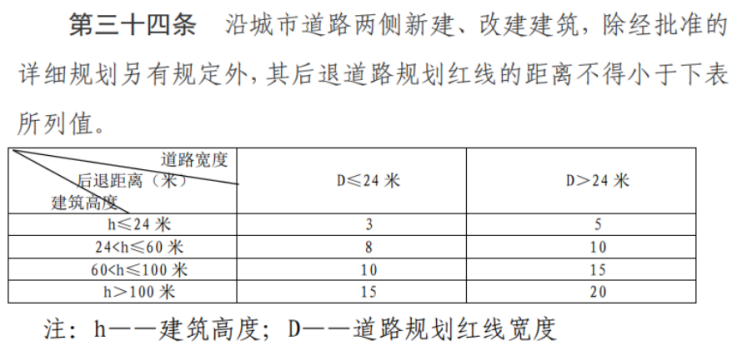 第三十四条 沿城市道路两侧新建、改建建筑，除经批准的
详细规划另有规定外，其后退道路规划红线的距离不得小于下表
所列值。
道路宽度
后退距离（米）
建筑高度
D≤24 米 D＞24 米
h≤24 米 3 5
24<h≤60 米 8 10
60<h≤100 米 10 15
h＞100 米 15 20
注：h——建筑高度；D——道路规划红线宽度